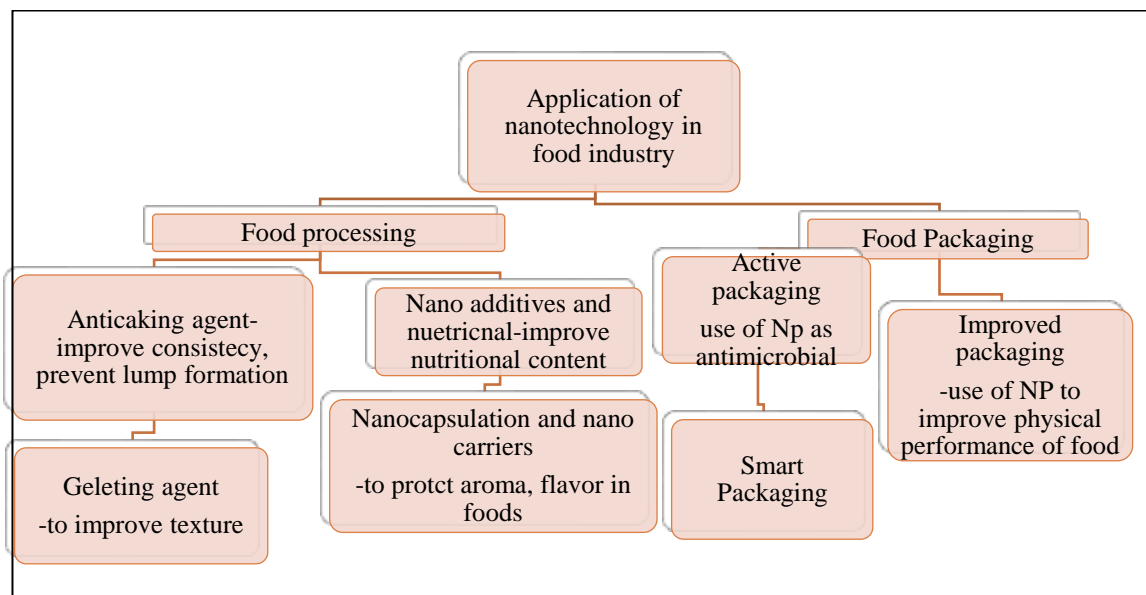 Application of
nanotechnology in
food industry
Food processing
Food Packaging
Anticaking agent-
improve consistecy,
prevent lump formation
Nano additives and
nuetricnal-improve
nutritional content
Active
packaging
use of Np as
antimicrobial
Improved
packaging
-use of NP to
improve physical
performance of food
Geleting agent
-to improve texture
Nanocapsulation and nano
carriers
-to protct aroma, flavor in
foods
Smart
Packaging